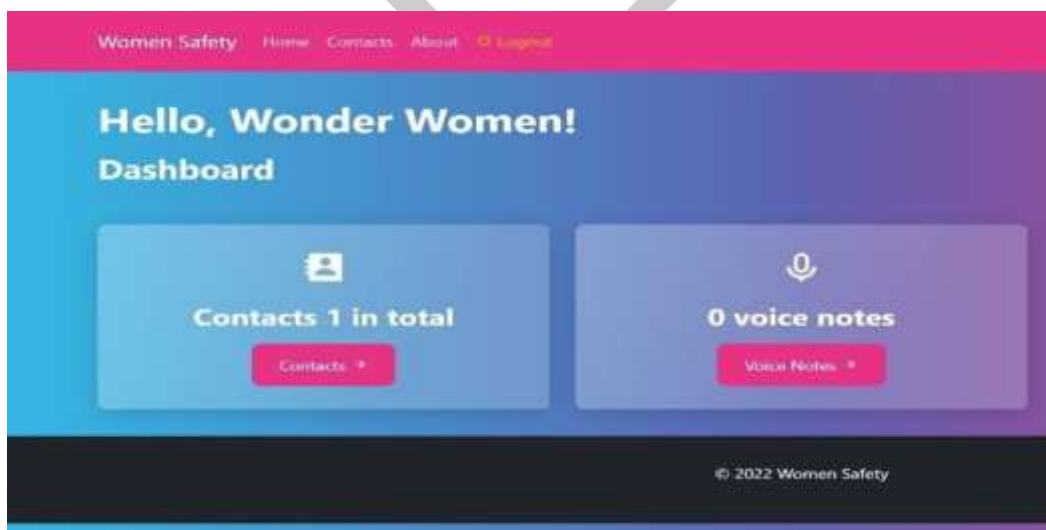 Women Safety Home Contacts About Logout
Hello, Wonder Women!
Dashboard
Contacts 1 in total
Contacts
0 voice notes
Voice Notes
© 2022 Women Safety